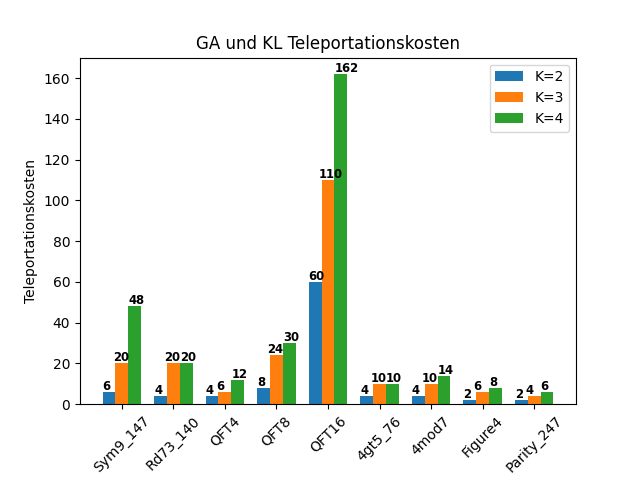 GA und KL Teleportationskosten
K=2
K=3
K=4
Teleportationskosten
160
140
120
100
80
60
40
20
0
6 20 48
4 20 20
4 6 12
8 24 30
60 110 162
4 10 10
4 10 14
2 6 8
2 4 6
Sym9_147
Rd73_140
QFT4
QFT8
QFT16
4gt5_76
4mod7
Figure4
Parity_247